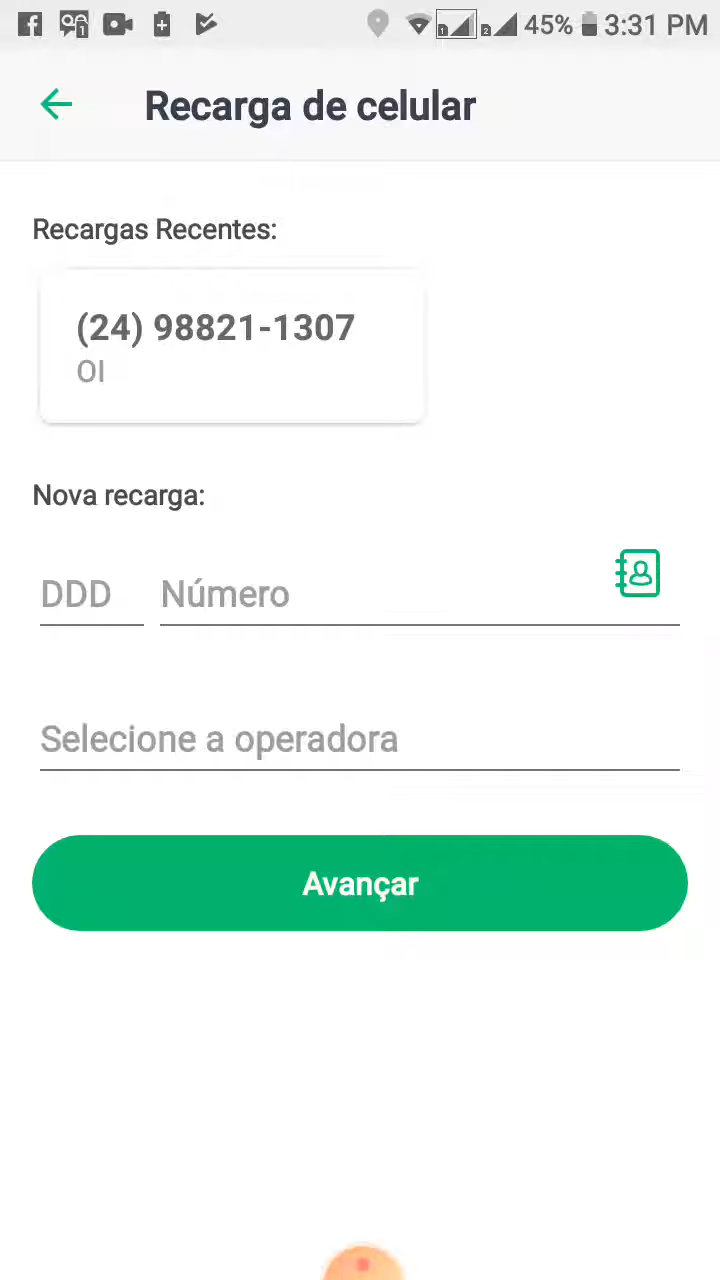 45% 3:31 PM
Recarga de celular
Recargas Recentes:
(24) 98821-1307
OI
Nova recarga:
DDD Número
Selecione a operadora
Avançar